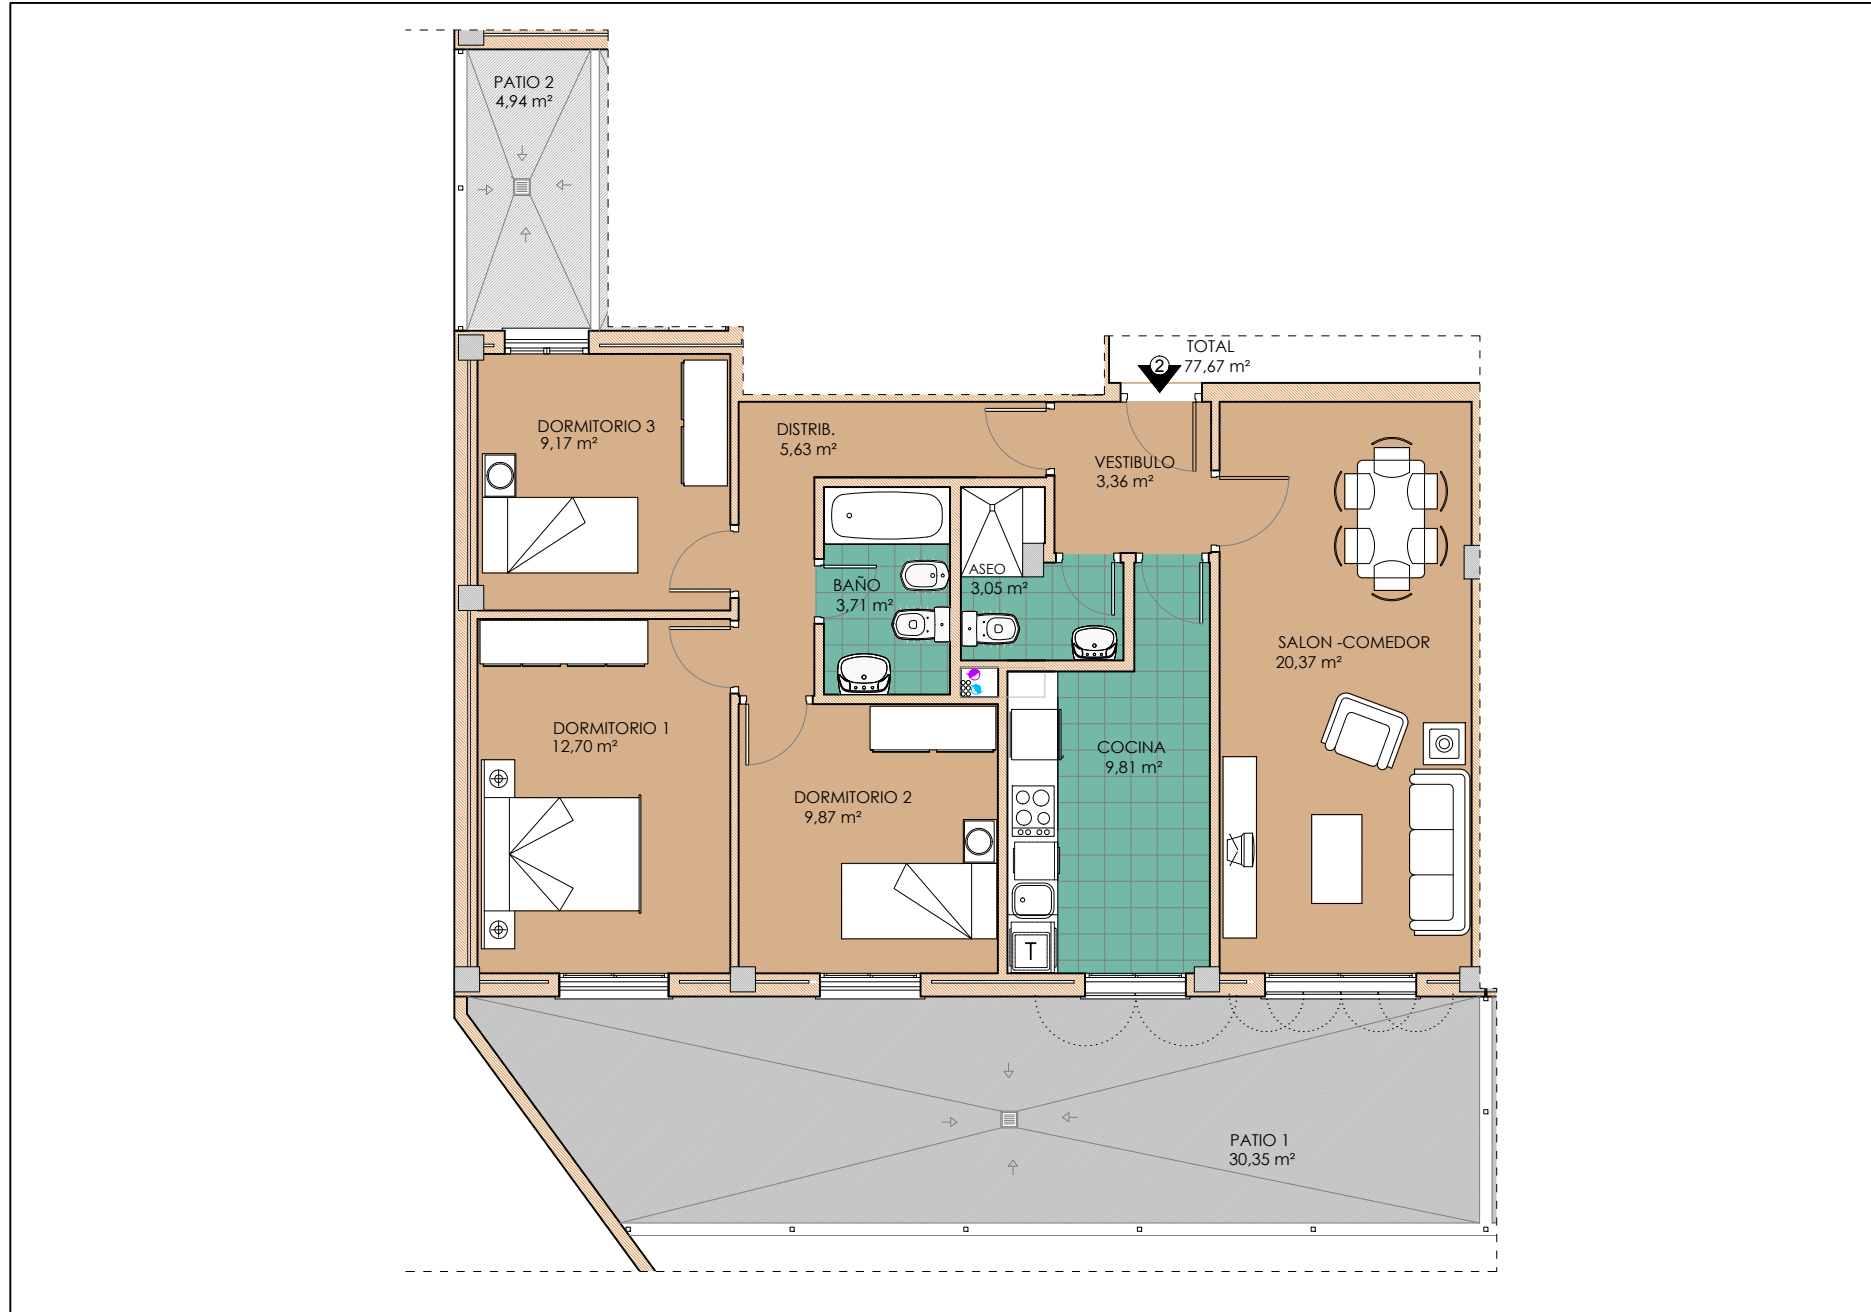 PATIO 2
4,94 m²
TOTAL
2
77,67 m²
DORMITORIO 3
9,17 m²
DISTRIB.
5,63 m²
VESTIBULO
3,36 m²
ASEO
3,05 m²
BAÑO
3,71 m²
SALON -COMEDOR
20,37 m²
DORMITORIO 1
12,70 m²
COCINA
9,81 m²
DORMITORIO 2
9,87 m²
T
PATIO 1
30,35 m²